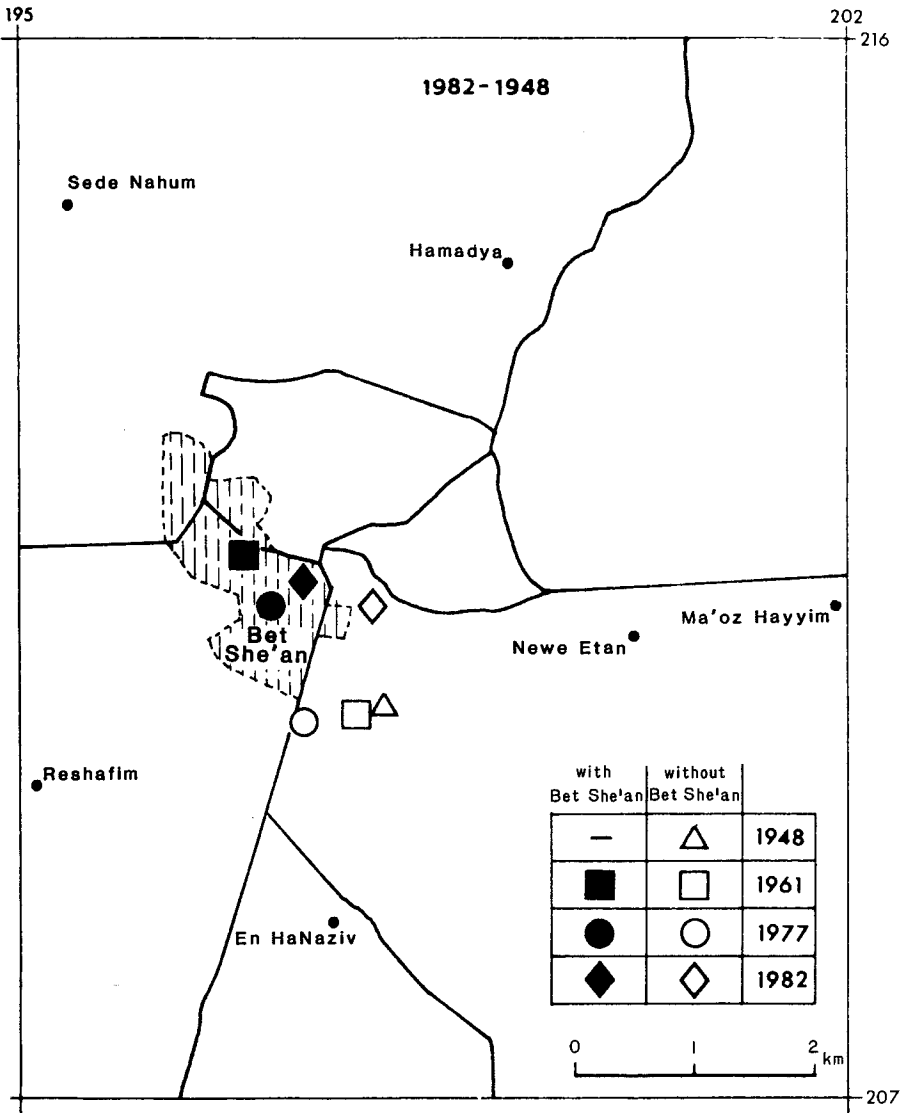 195 202
216
1982-1948
Sede Nahum
Hamadya
Ma'oz Hayyim
Newe Etan
Bet
She'an
Reshafim
with without
Bet She'an Bet She'an
– 1948
1961
1977
1982
En HaNaziv
0 1 2
km
207